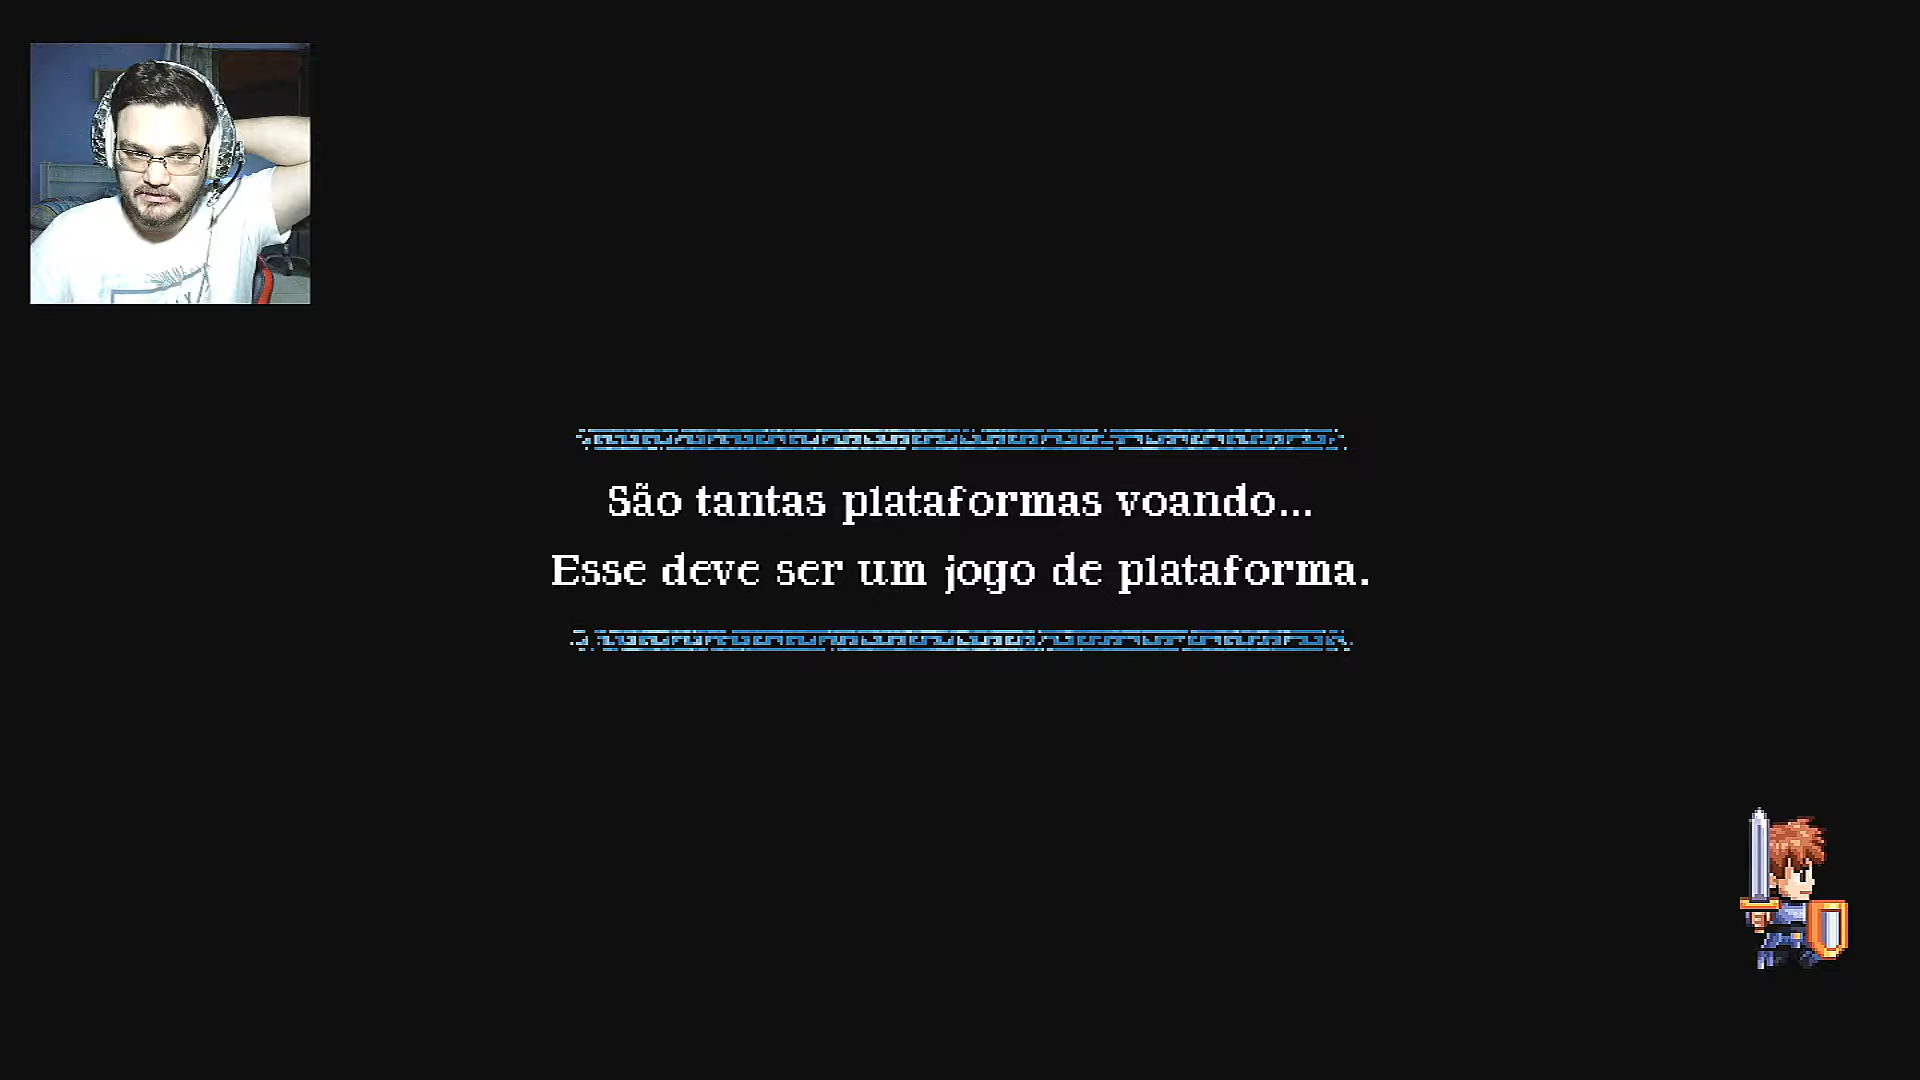 São tantas plataformas voando...
Esse deve ser um jogo de plataforma.